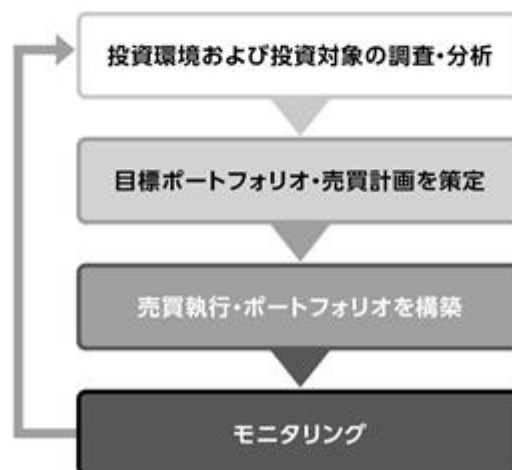 投資環境および投資対象の調査・分析
目標ポートフォリオ・売買計画を策定
売買執行・ポートフォリオを構築
モニタリング